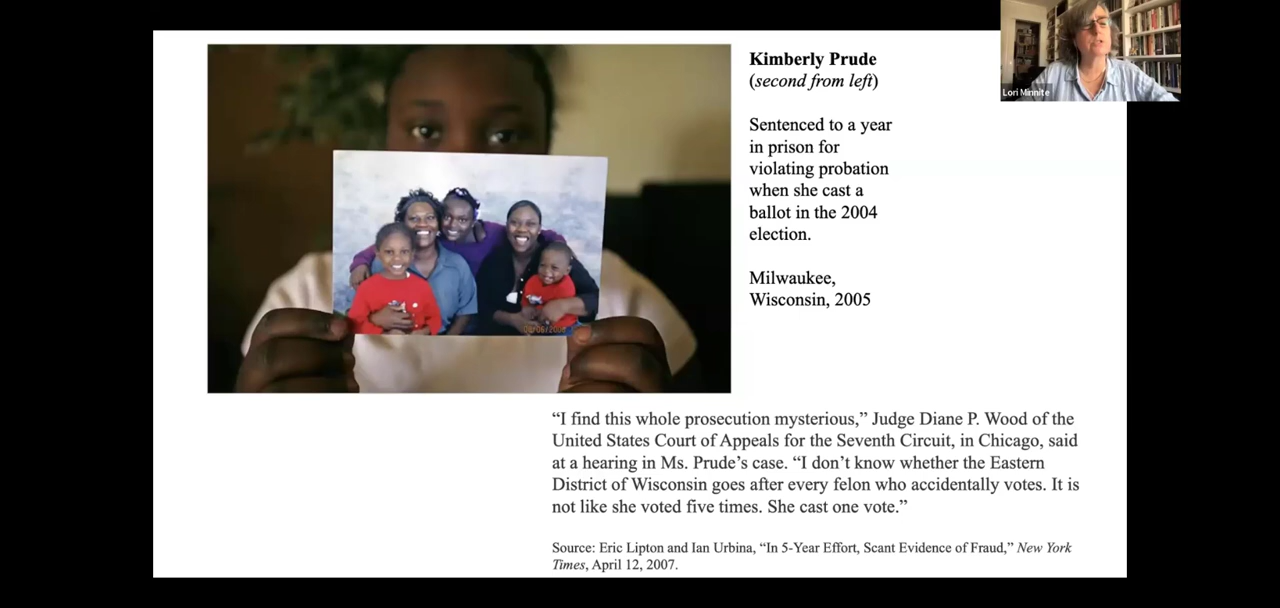 Kimberly Prude
(second from left)
Sentenced to a year
in prison for
violating probation
when she cast a
ballot in the 2004
election.
Milwaukee,
Wisconsin, 2005
Lori Minnite
“I find this whole prosecution mysterious,” Judge Diane P. Wood of the
United States Court of Appeals for the Seventh Circuit, in Chicago, said
at a hearing in Ms. Prude’s case. “I don’t know whether the Eastern
District of Wisconsin goes after every felon who accidentally votes. It is
not like she voted five times. She cast one vote.”
Source: Eric Lipton and Ian Urbina, “In 5-Year Effort, Scant Evidence of Fraud,” New York
Times, April 12, 2007.